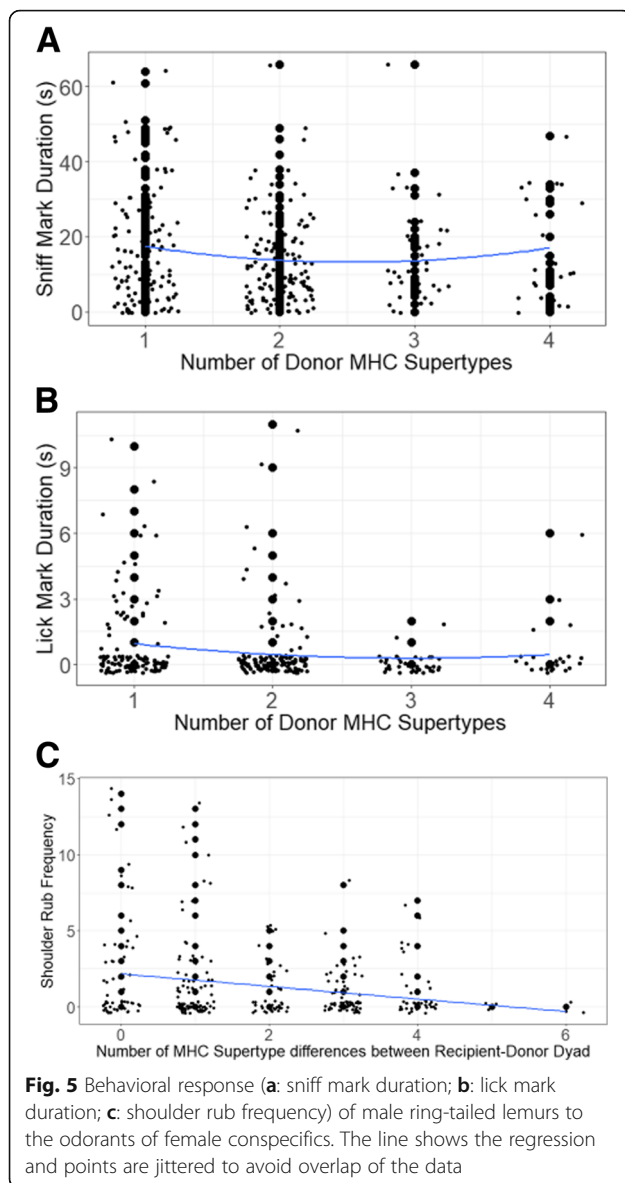 A
Sniff Mark Duration (s)
60
40
20
0
1 2 3 4
Number of Donor MHC Supertypes
B
Lick Mark Duration (s)
9
6
3
0
1 2 3 4
Number of Donor MHC Supertypes
C
Shoulder Rub Frequency
15
10
5
0
0 2 4 6
Number of MHC Supertype differences between Recipient-Donor Dyad
Fig. 5 Behavioral response (a: sniff mark duration; b: lick mark
duration; c: shoulder rub frequency) of male ring-tailed lemurs to
the odorants of female conspecifics. The line shows the regression
and points are jittered to avoid overlap of the data